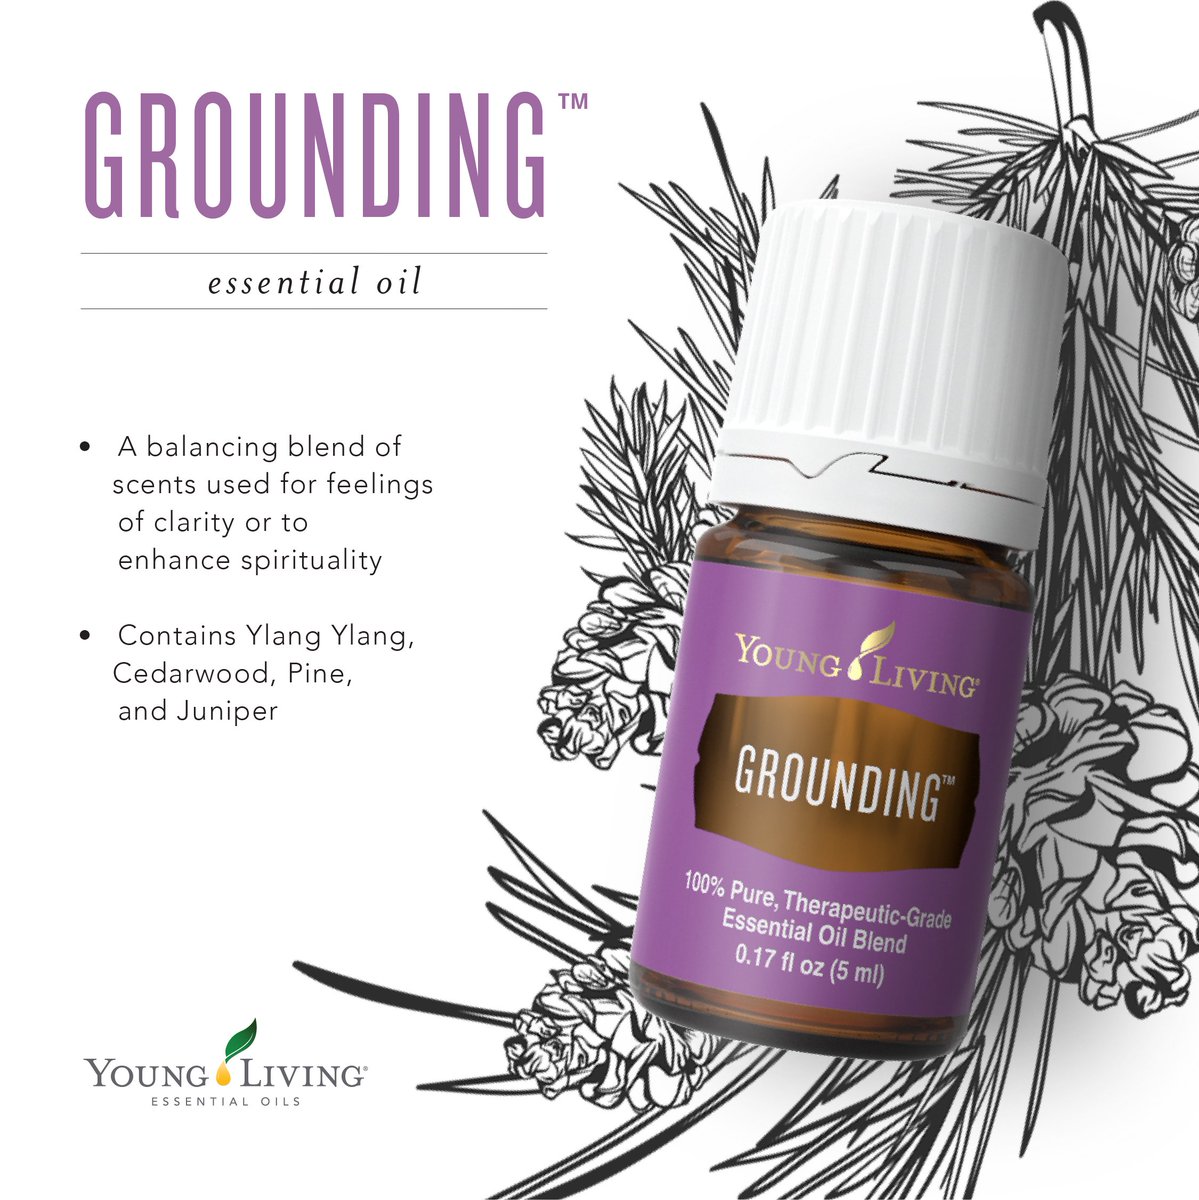 GROUNDING™
essential oil
• A balancing blend of
scents used for feelings
of clarity or to
enhance spirituality
• Contains Ylang Ylang,
Cedarwood, Pine,
and Juniper
YOUNG LIVING®
GROUNDING™
100% Pure, Therapeutic-Grade
Essential Oil Blend
0.17 fl oz (5 ml)
YOUNG LIVING®
ESSENTIAL OILS